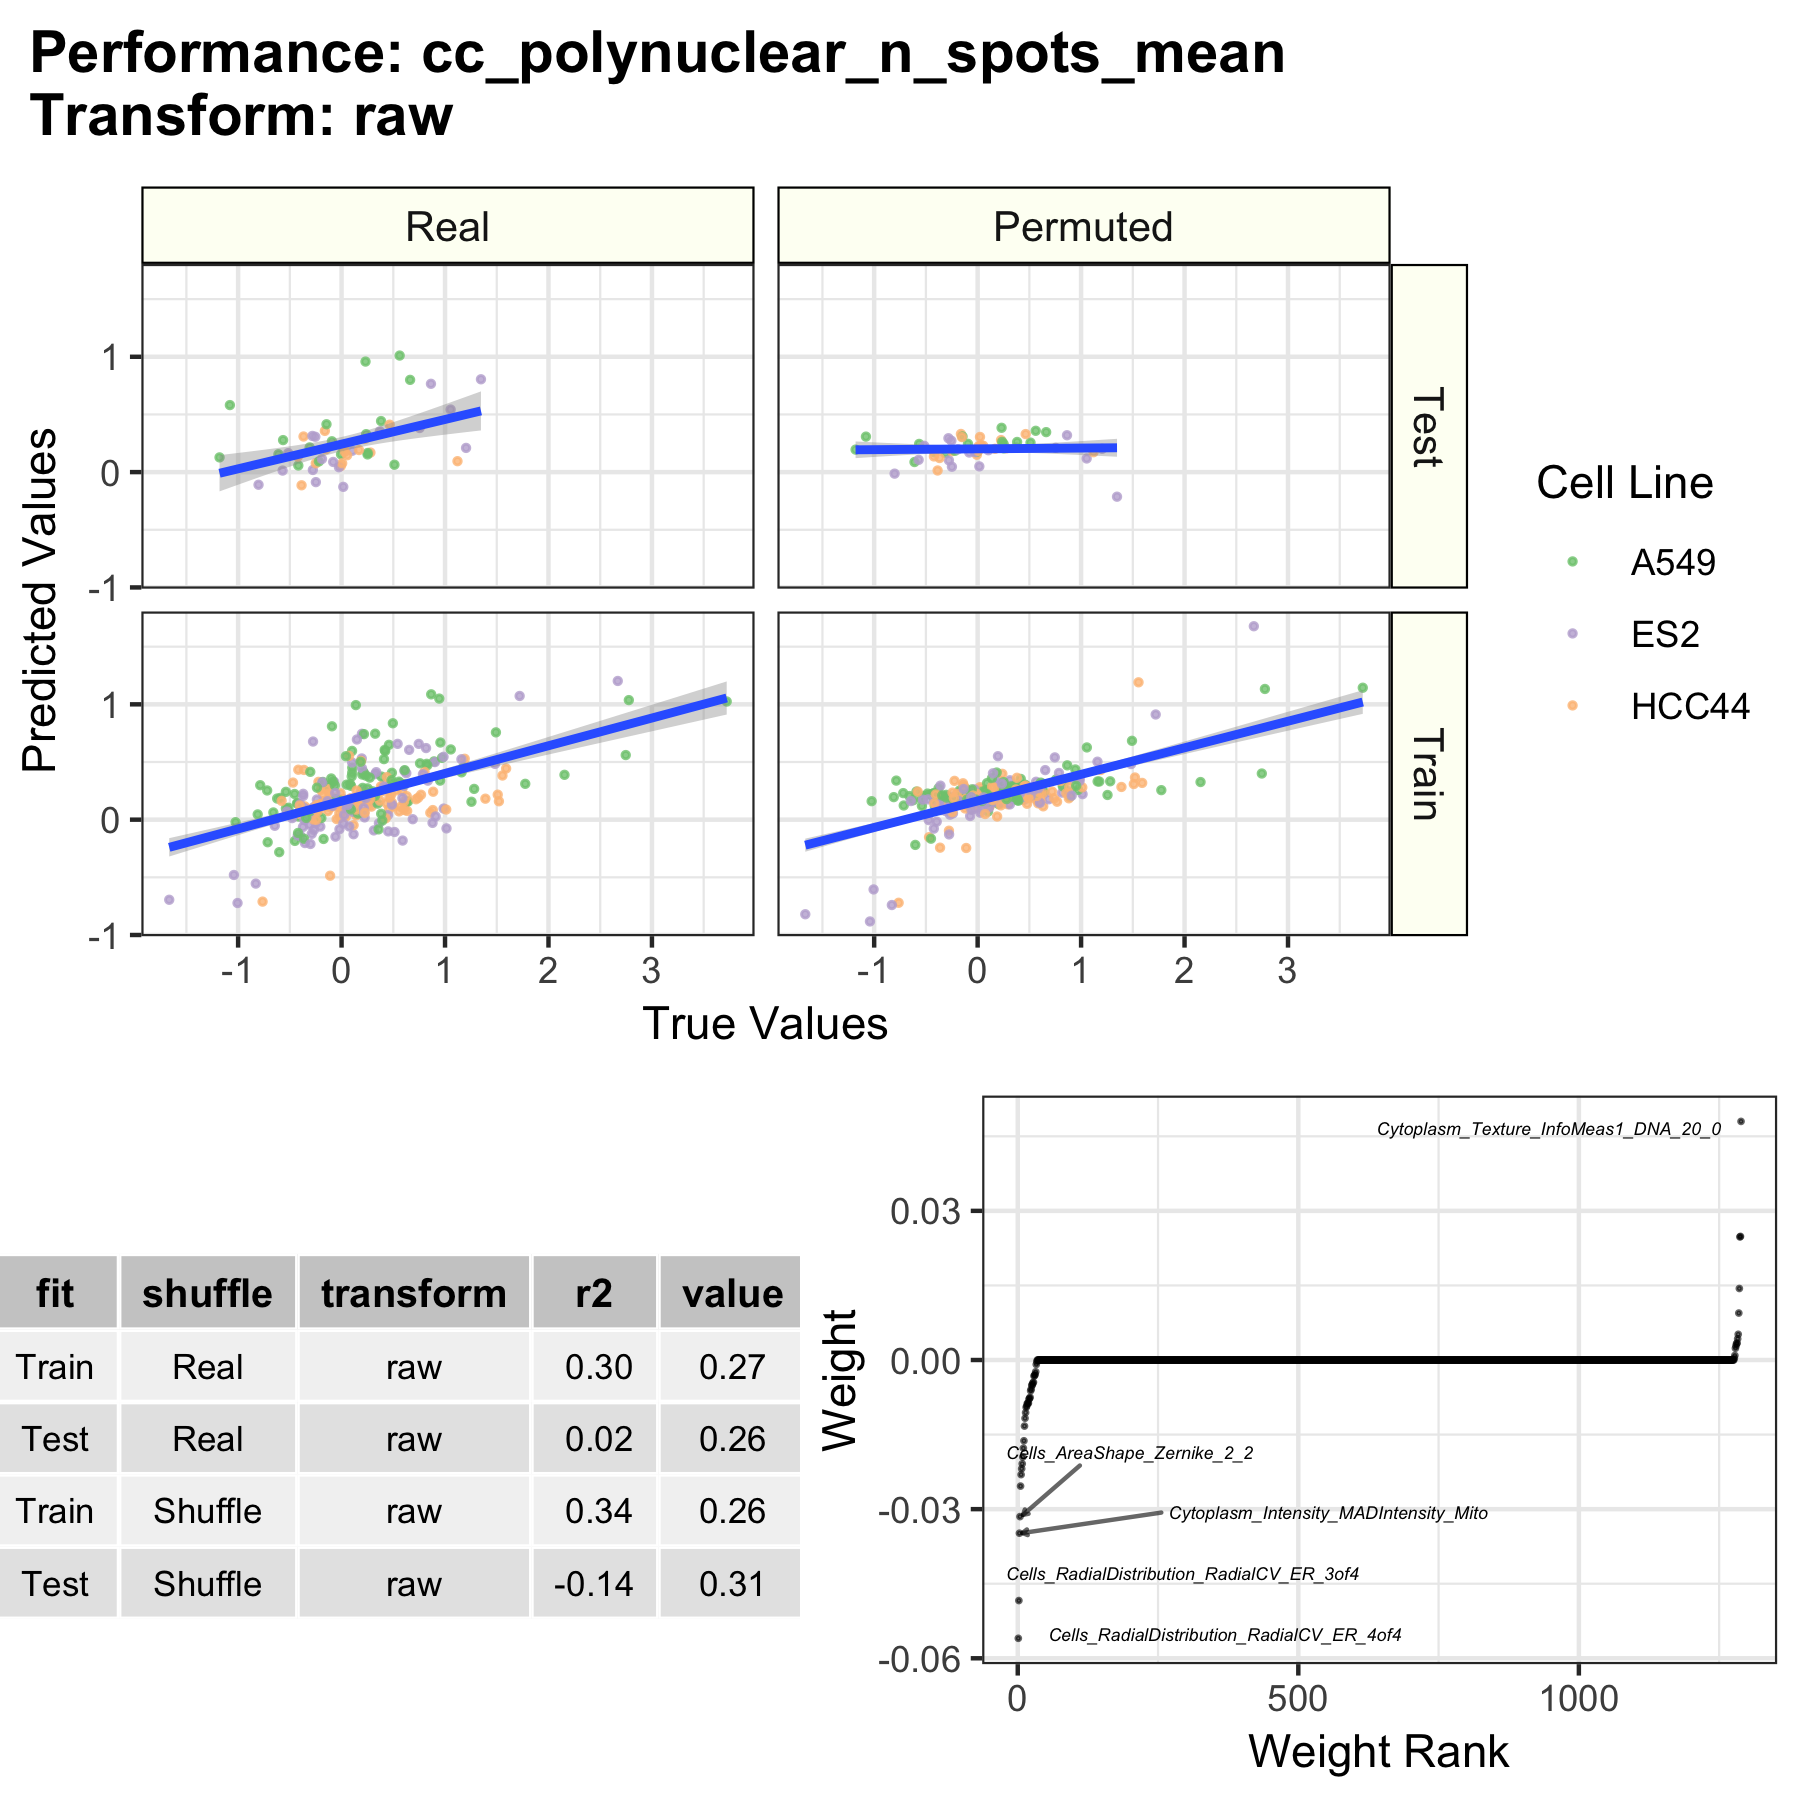 Performance: cc_polynuclear_n_spots_mean
Transform: raw
Real
Permuted
Predicted Values
1
0
-1
Test
1
0
-1
Train
-1 0 1 2 3
-1 0 1 2 3
True Values
Cell Line
A549
ES2
HCC44
fit shuffle transform r2 value
Train Real raw 0.30 0.27
Test Real raw 0.02 0.26
Train Shuffle raw 0.34 0.26
Test Shuffle raw -0.14 0.31
Weight
0.03
0.00
-0.03
-0.06
Cytoplasm_Texture_InfoMeas1_DNA_20_0
Cells_AreaShape_Zernike_2_2
Cytoplasm_Intensity_MADIntensity_Mito
Cells_RadialDistribution_RadialCV_ER_3of4
Cells_RadialDistribution_RadialCV_ER_4of4
0 500 1000
Weight Rank